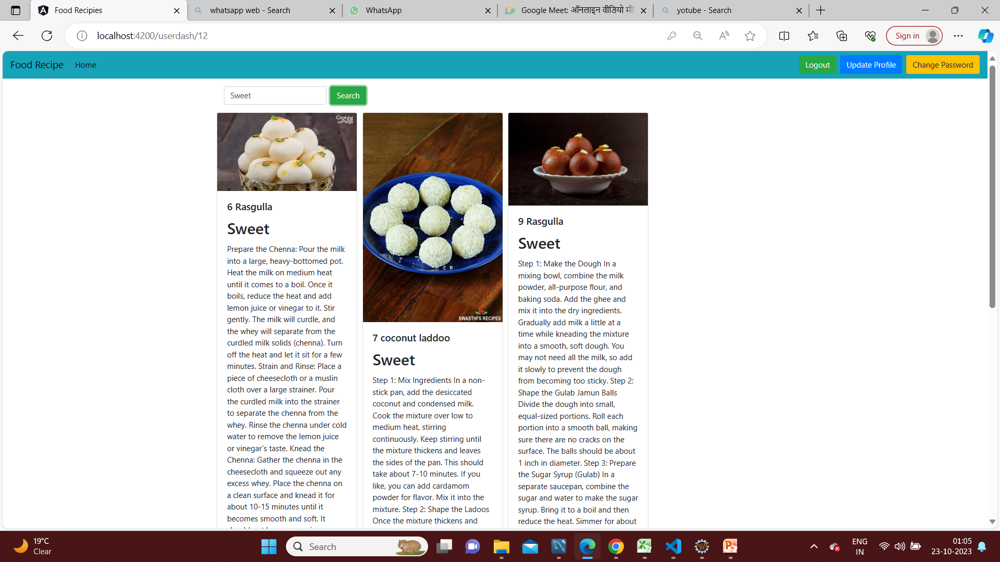 Food Recipies
whatsapp web - Search
WhatsApp
Google Meet: ऑनलाइन वीडियो
yotube - Search
localhost:4200/userdash/12
Sign in
Food Recipe
Home
Logout
Update Profile
Change Password
Sweet
Search
Cooking
with Pooja
6 Rasgulla
Sweet
Prepare the Chenna: Pour the milk
into a large, heavy-bottomed pot.
Heat the milk on medium heat
until it comes to a boil. Once it
boils, reduce the heat and add
lemon juice or vinegar to it. Stir
gently. The milk will curdle, and
the whey will separate from the
curdled milk solids (chenna). Turn
off the heat and let it sit for a few
minutes. Strain and Rinse: Place a
piece of cheesecloth or a muslin
cloth over a large strainer. Pour
the curdled milk into the strainer
to separate the chenna from the
whey. Rinse the chenna under cold
water to remove the lemon juice
or vinegar's taste. Knead the
Chenna: Gather the chenna in the
cheesecloth and squeeze out any
excess whey. Place the chenna on
a clean surface and knead it for
about 10-15 minutes until it
becomes smooth and soft. It
SWASTHI'S RECIPES
7 coconut laddoo
Sweet
Step 1: Mix Ingredients In a non-
stick pan, add the desiccated
coconut and condensed milk.
Cook the mixture over low to
medium heat, stirring
continuously. Keep stirring until
the mixture thickens and leaves
the sides of the pan. This should
take about 7-10 minutes. If you
like, you can add cardamom
powder for flavor. Mix it into the
mixture. Step 2: Shape the Ladoos
Once the mixture thickens and
9 Rasgulla
Sweet
Step 1: Make the Dough In a
mixing bowl, combine the milk
powder, all-purpose flour, and
baking soda. Add the ghee and
mix it into the dry ingredients.
Gradually add milk a little at a
time while kneading the mixture
into a smooth, soft dough. You
may not need all the milk, so add
it slowly to prevent the dough
from becoming too sticky. Step 2:
Shape the Gulab Jamun Balls
Divide the dough into small,
equal-sized portions. Roll each
portion into a smooth ball, making
sure there are no cracks on the
surface. The balls should be about
1 inch in diameter. Step 3: Prepare
the Sugar Syrup (Gulab) In a
separate saucepan, combine the
sugar and water to make the sugar
syrup. Bring it to a boil and then
reduce the heat. Simmer for about
19°C
Clear
Search
ENG
IN
01:05
23-10-2023